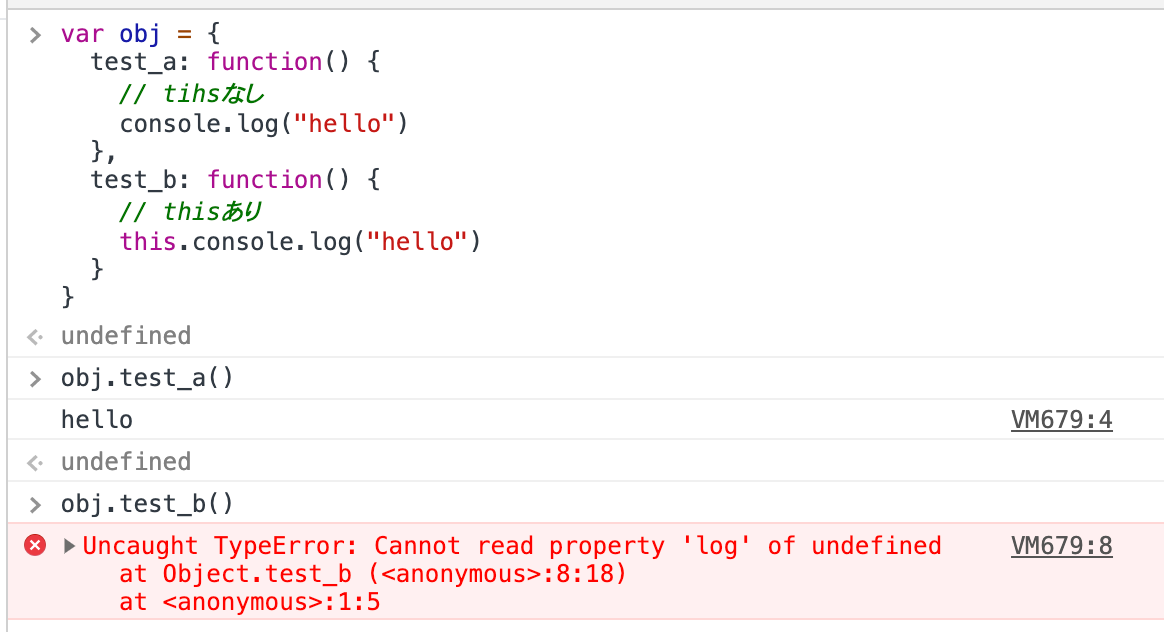 var obj = {
  test_a: function() {
    // tihsなし
    console.log("hello")
  },
  test_b: function() {
    // thisあり
    this.console.log("hello")
  }
}
undefined
obj.test_a()
hello VM679:4
undefined
obj.test_b()
Uncaught TypeError: Cannot read property 'log' of undefined VM679:8
    at Object.test_b (<anonymous>:8:18)
    at <anonymous>:1:5